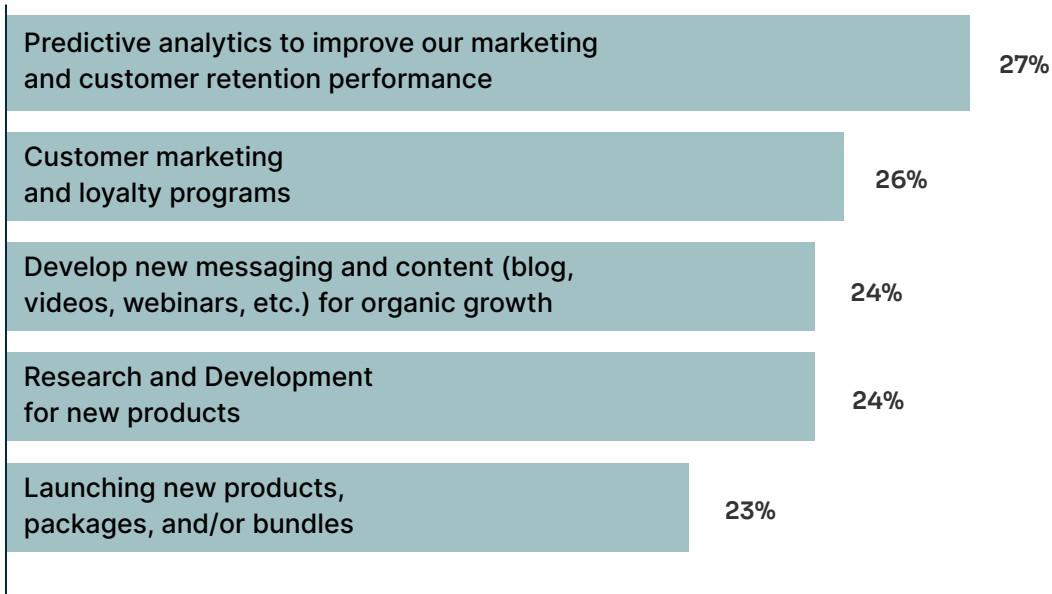 Predictive analytics to improve our marketing
and customer retention performance
27%
Customer marketing
and loyalty programs
26%
Develop new messaging and content (blog,
videos, webinars, etc.) for organic growth
24%
Research and Development
for new products
24%
Launching new products,
packages, and/or bundles
23%